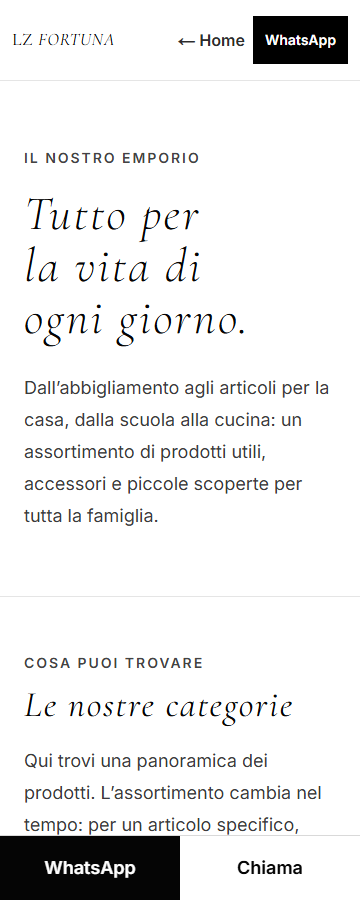 LZ FORTUNA
← Home
WhatsApp
IL NOSTRO EMPORIO
Tutto per
la vita di
ogni giorno.
Dall’abbigliamento agli articoli per la
casa, dalla scuola alla cucina: un
assortimento di prodotti utili,
accessori e piccole scoperte per
tutta la famiglia.
COSA PUOI TROVARE
Le nostre categorie
Qui trovi una panoramica dei
prodotti. L’assortimento cambia nel
tempo: per un articolo specifico,
WhatsApp
Chiama